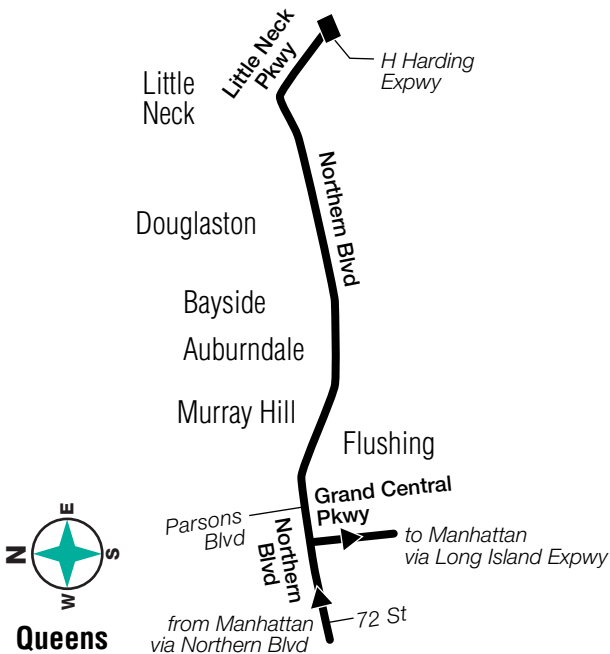 Little Neck
Pkwy
H Harding
Expwy
Little
Neck
Northern Blvd
Douglaston
Bayside
Auburndale
Murray Hill
Flushing
Grand Central
Pkwy
Parsons
Blvd
Northern
Blvd
to Manhattan
via Long Island Expwy
N
E
S
W
72 St
from Manhattan
via Northern Blvd
Queens